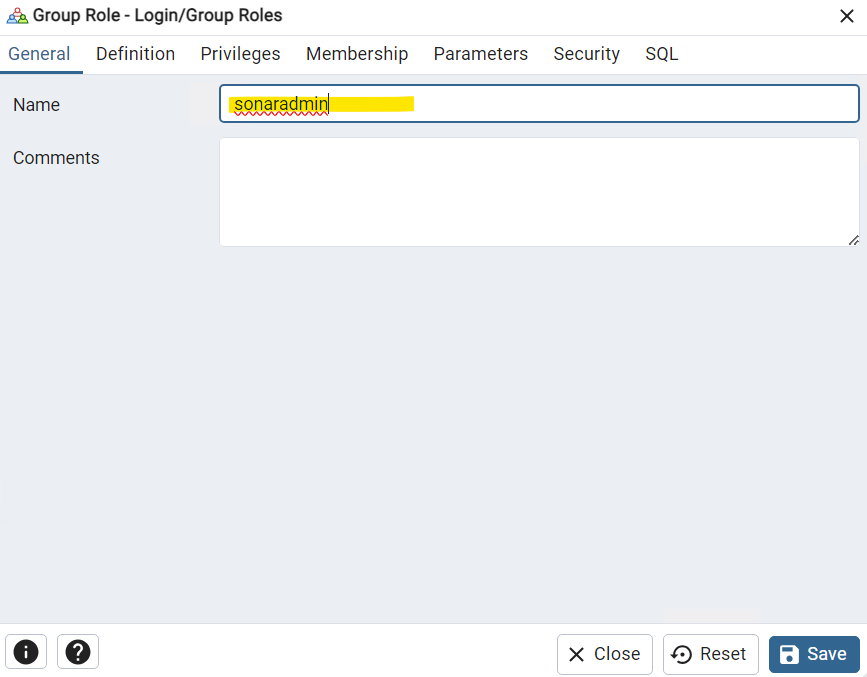 Group Role - Login/Group Roles
General Definition Privileges Membership Parameters Security SQL
Name sonaradmin
Comments
Close Reset Save